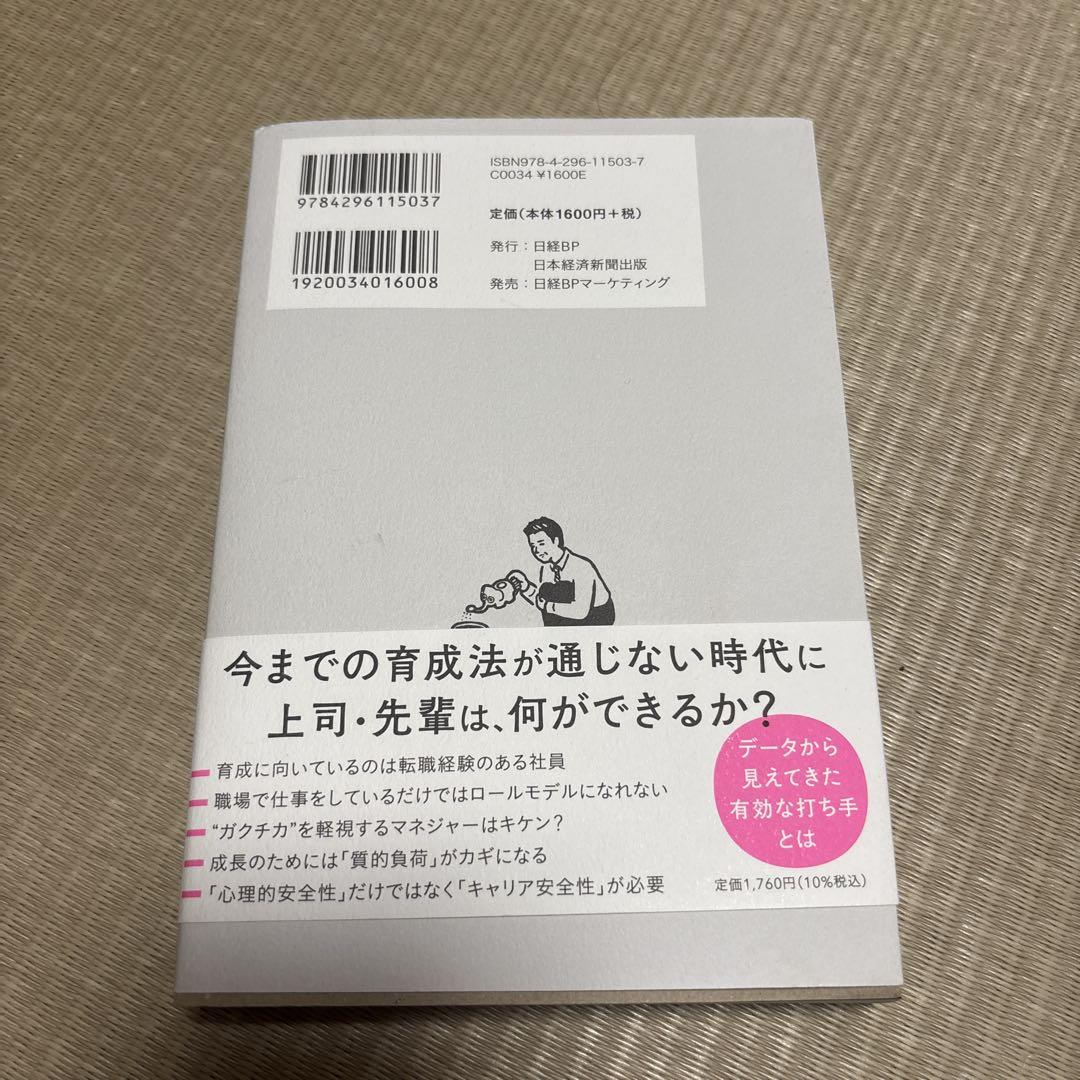 ISBN978-4-296-11503-7
C0034 ¥1600E
9784296115037
定価(本体1600円+税)
1920034016008
発行:日経BP
日本経済新聞出版
発売:日経BPマーケティング
今までの育成法が通じない時代に
上司・先輩は、何ができるか?
育成に向いているのは転職経験のある社員
職場で仕事をしているだけではロールモデルになれない
“ガクチカ”を軽視するマネジャーはキケン?
成長のためには「質的負荷」がカギになる
「心理的安全性」だけではなく「キャリア安全性」が必要
データから
見えてきた
有効な打ち手
とは
定価1,760円(10%税込)